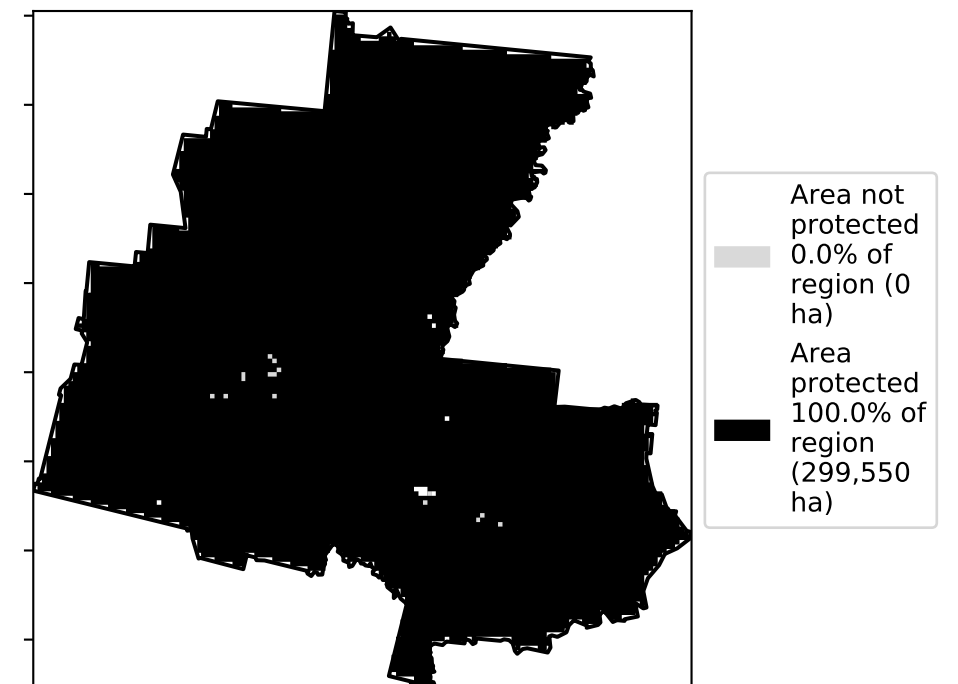 Area not
protected
0.0% of
region (0
ha)
Area
protected
100.0% of
region
(299,550
ha)